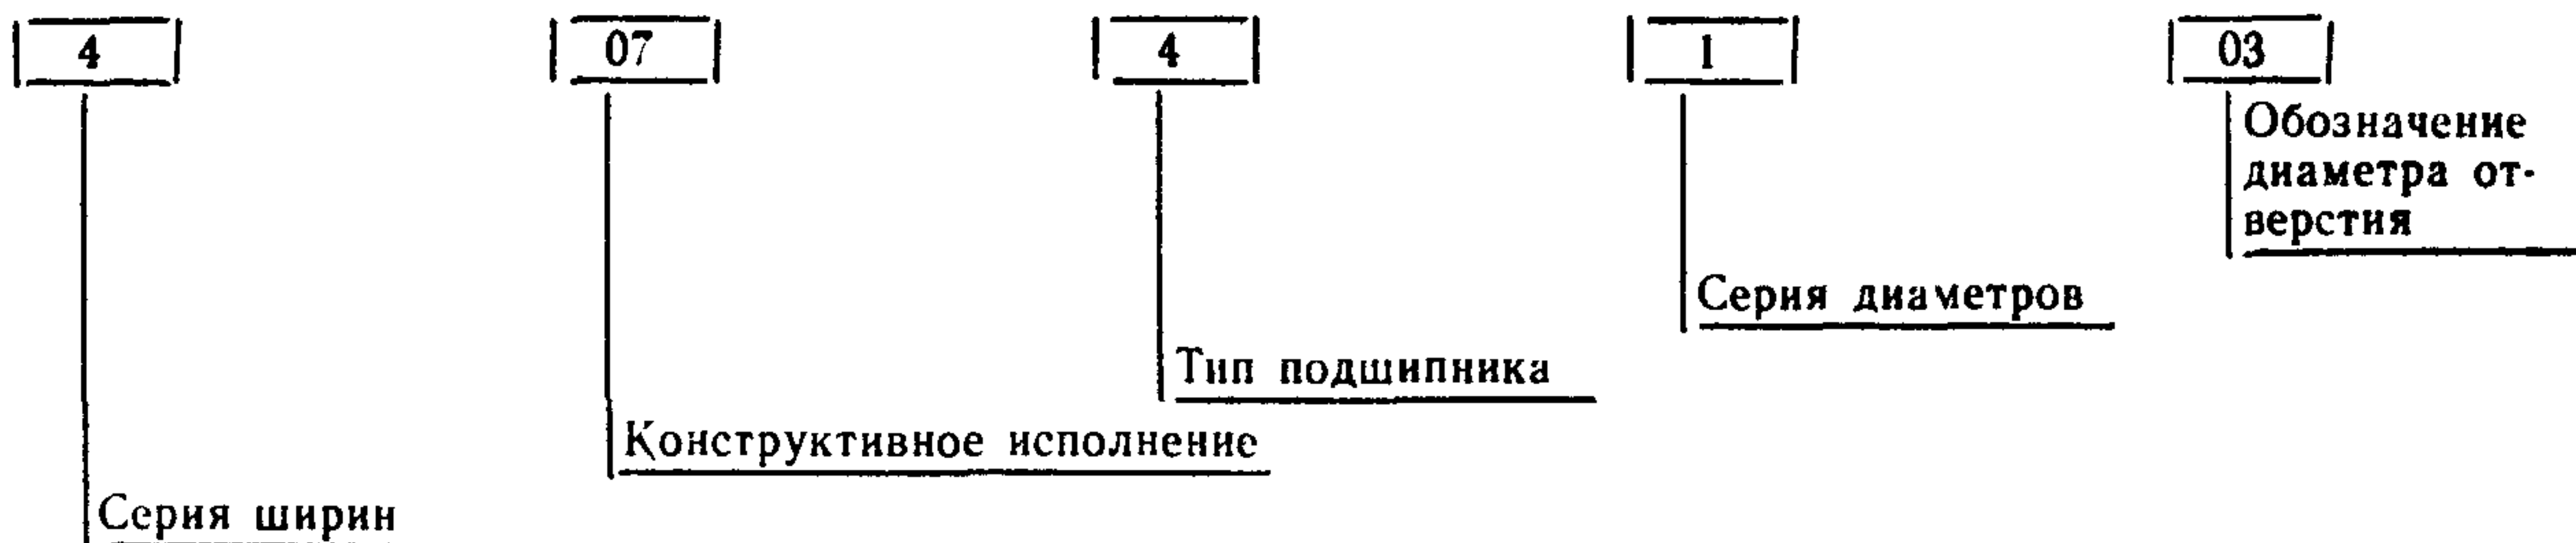 4 07 4 1 03
Обозначение
диаметра от-
верстия
Серия диаметров
Тип подшипника
Конструктивное исполнение
Серия ширин